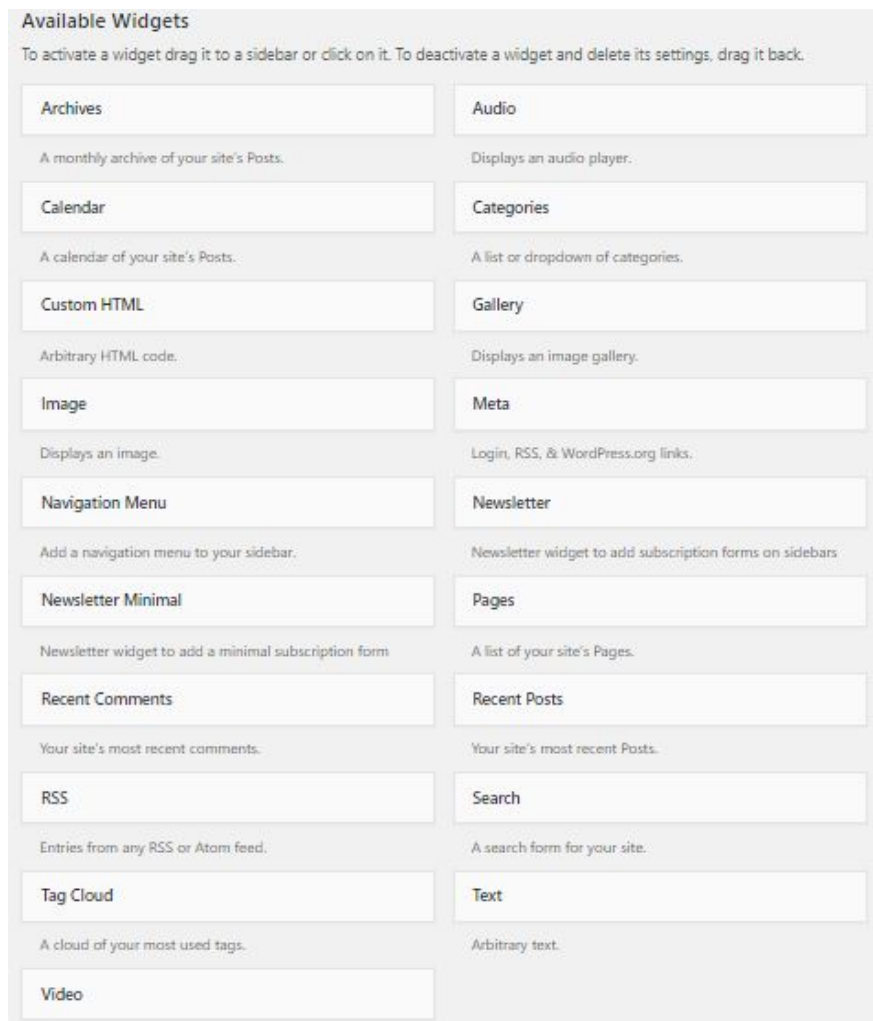 Available Widgets
To activate a widget drag it to a sidebar or click on it. To deactivate a widget and delete its settings, drag it back.
Archives
Audio
A monthly archive of your site's Posts.
Displays an audio player.
Calendar
Categories
A calendar of your site's Posts.
A list or dropdown of categories.
Custom HTML
Gallery
Arbitrary HTML code.
Displays an image gallery.
Image
Meta
Displays an image.
Login, RSS, & WordPress.org links.
Navigation Menu
Newsletter
Add a navigation menu to your sidebar.
Newsletter widget to add subscription forms on sidebars
Newsletter Minimal
Pages
Newsletter widget to add a minimal subscription form
A list of your site's Pages.
Recent Comments
Recent Posts
Your site's most recent comments.
Your site's most recent Posts.
RSS
Search
Entries from any RSS or Atom feed.
A search form for your site.
Tag Cloud
Text
A cloud of your most used tags.
Arbitrary text.
Video